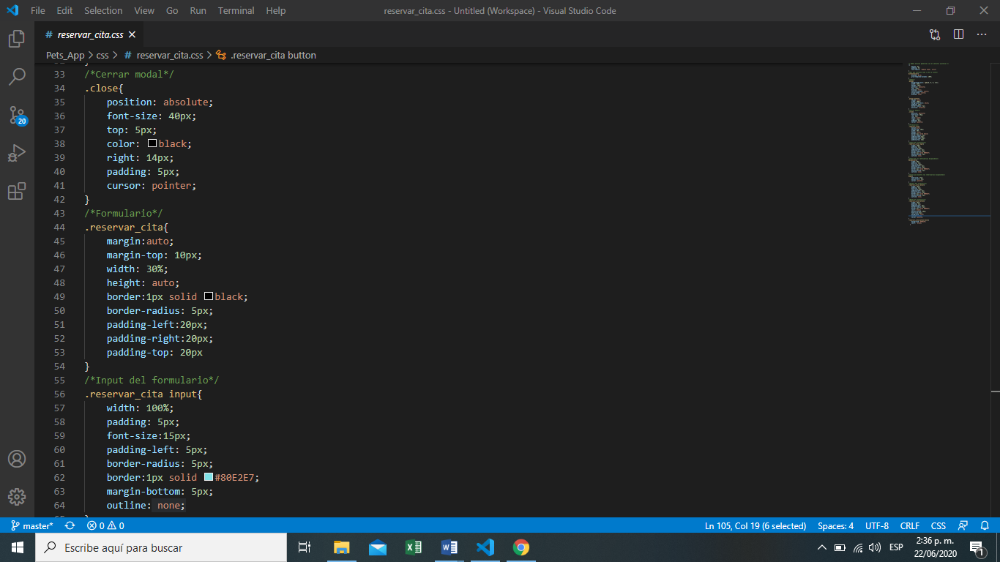 File Edit Selection View Go Run Terminal Help reservar_cita.css - Untitled (Workspace) - Visual Studio Code
# reservar_cita.css
Pets_App > css > # reservar_cita.css > .reservar_cita button
33 /*Cerrar modal*/
34 .close{
35 position: absolute;
36 font-size: 40px;
37 top: 5px;
38 color: black;
39 right: 14px;
40 padding: 5px;
41 cursor: pointer;
42 }
43 /*Formulario*/
44 .reservar_cita{
45 margin:auto;
46 margin-top: 10px;
47 width: 30%;
48 height: auto;
49 border:1px solid black;
50 border-radius: 5px;
51 padding-left:20px;
52 padding-right:20px;
53 padding-top: 20px
54 }
55 /*Input del formulario*/
56 .reservar_cita input{
57 width: 100%;
58 padding: 5px;
59 font-size:15px;
60 padding-left: 5px;
61 border-radius: 5px;
62 border:1px solid #80E2E7;
63 margin-bottom: 5px;
64 outline: none;
20
master* 0 0 Ln 105, Col 19 (6 selected) Spaces: 4 UTF-8 CRLF CSS
Escribe aquí para buscar
ESP
2:36 p. m.
22/06/2020
1